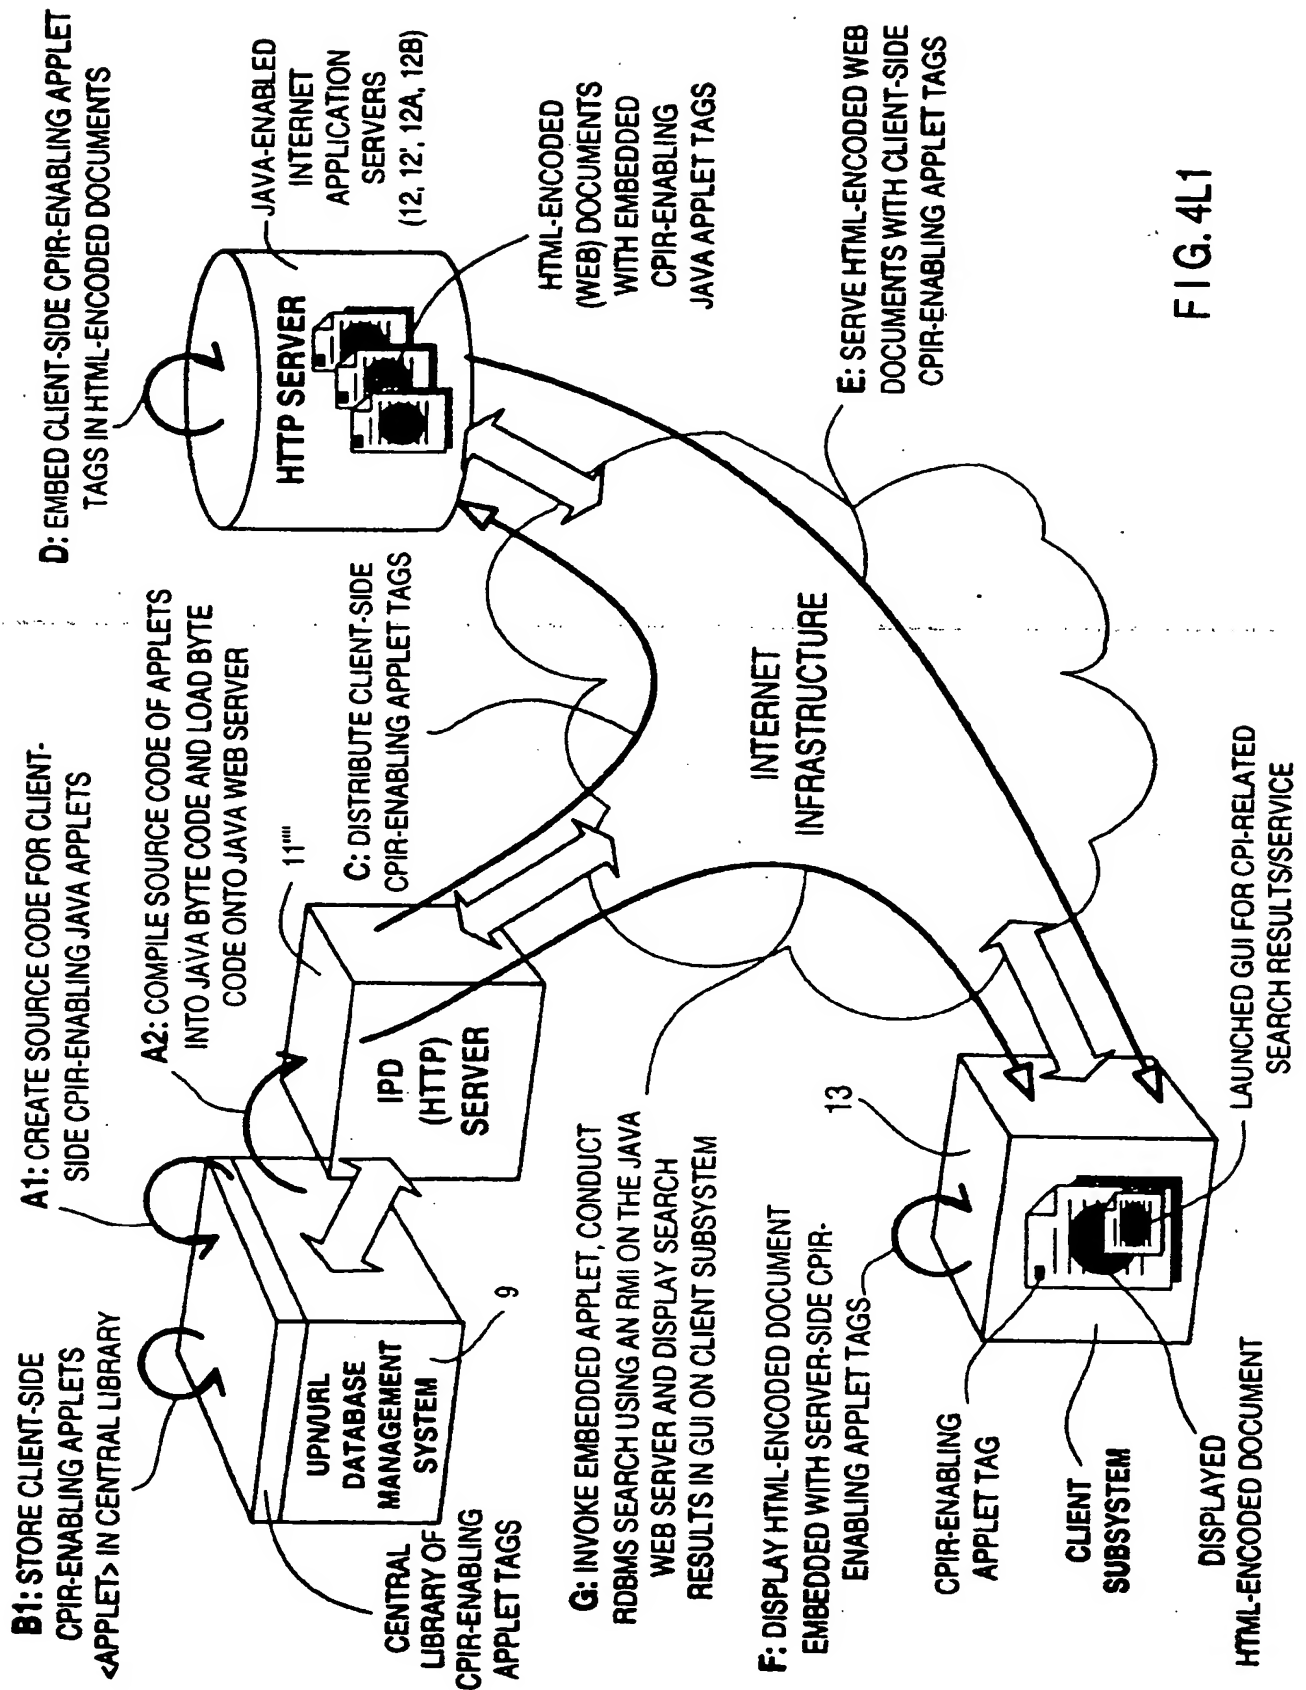 B1: STORE CLIENT-SIDE
CPIR-ENABLING APPLETS
<APPLET> IN CENTRAL LIBRARY
A1: CREATE SOURCE CODE FOR CLIENT-
SIDE CPIR-ENABLING JAVA APPLETS
A2: COMPILE SOURCE CODE OF APPLETS
INTO JAVA BYTE CODE AND LOAD BYTE
CODE ONTO JAVA WEB SERVER
D: EMBED CLIENT-SIDE CPIR-ENABLING APPLET
TAGS IN HTML-ENCODED DOCUMENTS
JAVA-ENABLED
INTERNET
APPLICATION
SERVERS
(12, 12', 12A, 12B)
HTTP SERVER
HTML-ENCODED
(WEB) DOCUMENTS
WITH EMBEDDED
CPIR-ENABLING
JAVA APPLET TAGS
11''''
C: DISTRIBUTE CLIENT-SIDE
CPIR-ENABLING APPLET TAGS
IPD
(HTTP)
SERVER
UPN/URL
DATABASE
MANAGEMENT
SYSTEM
9
CENTRAL
LIBRARY OF
CPIR-ENABLING
APPLET TAGS
G: INVOKE EMBEDDED APPLET, CONDUCT
RDBMS SEARCH USING AN RMI ON THE JAVA
WEB SERVER AND DISPLAY SEARCH
RESULTS IN GUI ON CLIENT SUBSYSTEM
INTERNET
INFRASTRUCTURE
E: SERVE HTML-ENCODED WEB
DOCUMENTS WITH CLIENT-SIDE
CPIR-ENABLING APPLET TAGS
F: DISPLAY HTML-ENCODED DOCUMENT
EMBEDDED WITH SERVER-SIDE CPIR-
ENABLING APPLET TAGS
13
CPIR-ENABLING
APPLET TAG
CLIENT
SUBSYSTEM
DISPLAYED
HTML-ENCODED DOCUMENT
LAUNCHED GUI FOR CPI-RELATED
SEARCH RESULTS/SERVICE
FIG. 4L1